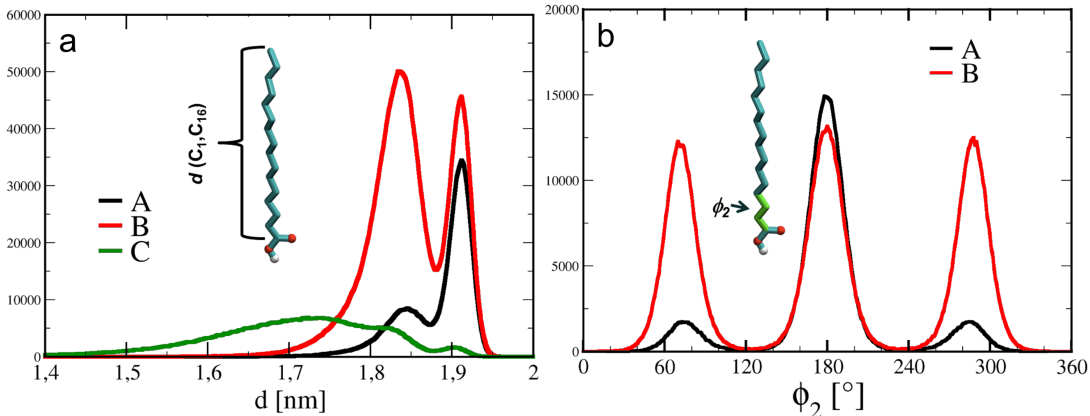 a
60000
50000
40000
30000
20000
10000
0
d (C1,C16)
A
B
C
1,4 1,5 1,6 1,7 1,8 1,9 2
d [nm]
b
20000
15000
10000
5000
0
A
B
ϕ2
0 60 120 180 240 300 360
ϕ2 [°]